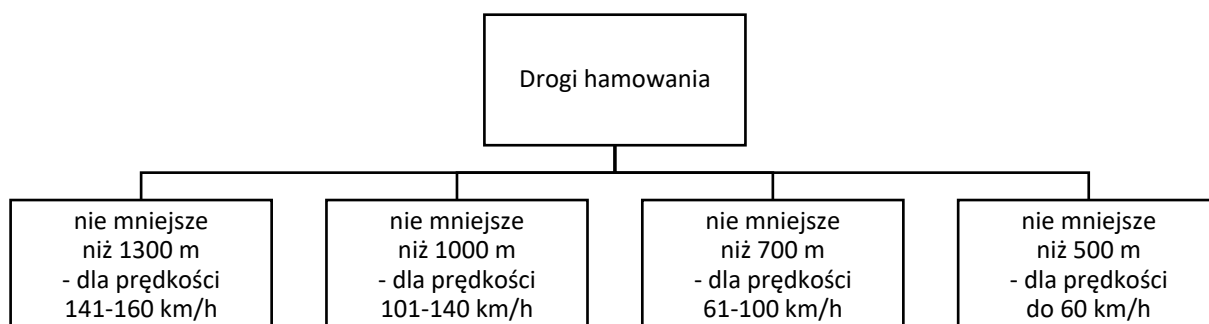 Drogi hamowania
nie mniejsze
niż 1300 m
- dla prędkości
141-160 km/h
nie mniejsze
niż 1000 m
- dla prędkości
101-140 km/h
nie mniejsze
niż 700 m
- dla prędkości
61-100 km/h
nie mniejsze
niż 500 m
- dla prędkości
do 60 km/h